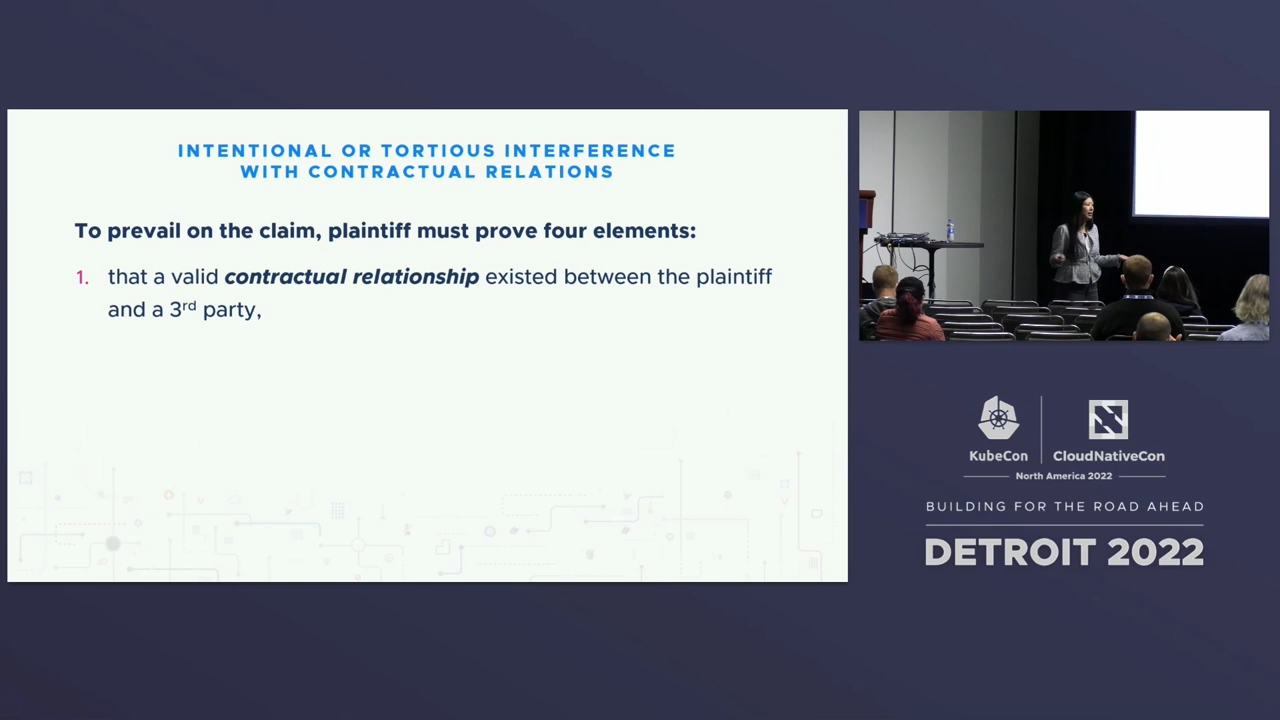 INTENTIONAL OR TORTIOUS INTERFERENCE
WITH CONTRACTUAL RELATIONS
To prevail on the claim, plaintiff must prove four elements:
1. that a valid contractual relationship existed between the plaintiff
and a 3rd party,
KubeCon
CloudNativeCon
North America 2022
BUILDING FOR THE ROAD AHEAD
DETROIT 2022